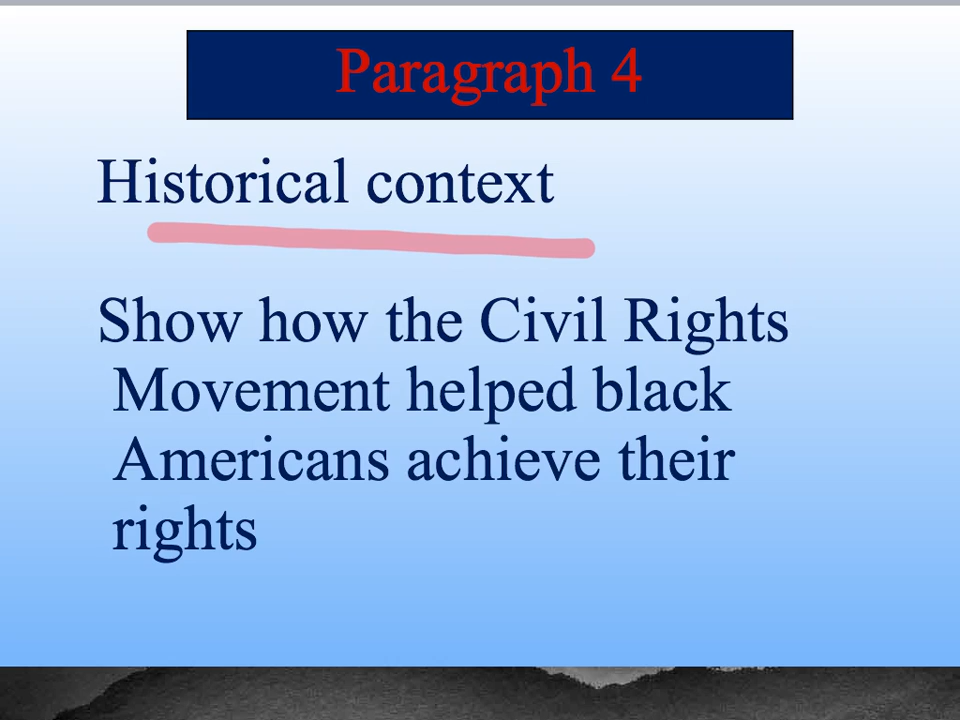 Paragraph 4
Historical context
Show how the Civil Rights
Movement helped black
Americans achieve their
rights